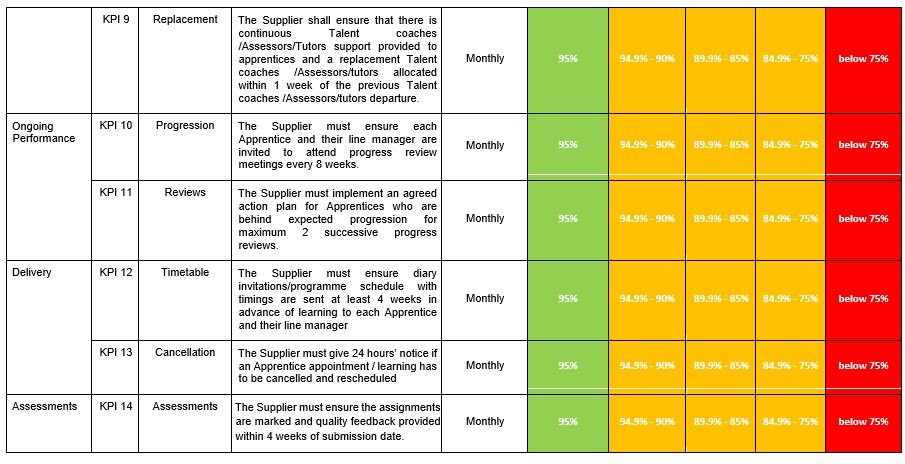 KPI 9 Replacement The Supplier shall ensure that there is
continuous Talent coaches
/Assessors/Tutors support provided to
apprentices and a replacement Talent
coaches /Assessors/tutors allocated
within 1 week of the previous Talent
coaches /Assessors/tutors departure.
Monthly 95% 94.9% - 90% 89.9% - 85% 84.9% - 75% below 75%
Ongoing
Performance
KPI 10 Progression The Supplier must ensure each
Apprentice and their line manager are
invited to attend progress review
meetings every 8 weeks.
Monthly 95% 94.9% - 90% 89.9% - 85% 84.9% - 75% below 75%
KPI 11 Reviews The Supplier must implement an agreed
action plan for Apprentices who are
behind expected progression for
maximum 2 successive progress
reviews.
Monthly 95% 94.9% - 90% 89.9% - 85% 84.9% - 75% below 75%
Delivery KPI 12 Timetable The Supplier must ensure diary
invitations/programme schedule with
timings are sent at least 4 weeks in
advance of learning to each Apprentice
and their line manager
Monthly 95% 94.9% - 90% 89.9% - 85% 84.9% - 75% below 75%
KPI 13 Cancellation The Supplier must give 24 hours' notice if
an Apprentice appointment / learning has
to be cancelled and rescheduled
Monthly 95% 94.9% - 90% 89.9% - 85% 84.9% - 75% below 75%
Assessments KPI 14 Assessments The Supplier must ensure the assignments
are marked and quality feedback provided
within 4 weeks of submission date.
Monthly 95% 94.9% - 90% 89.9% - 85% 84.9% - 75% below 75%